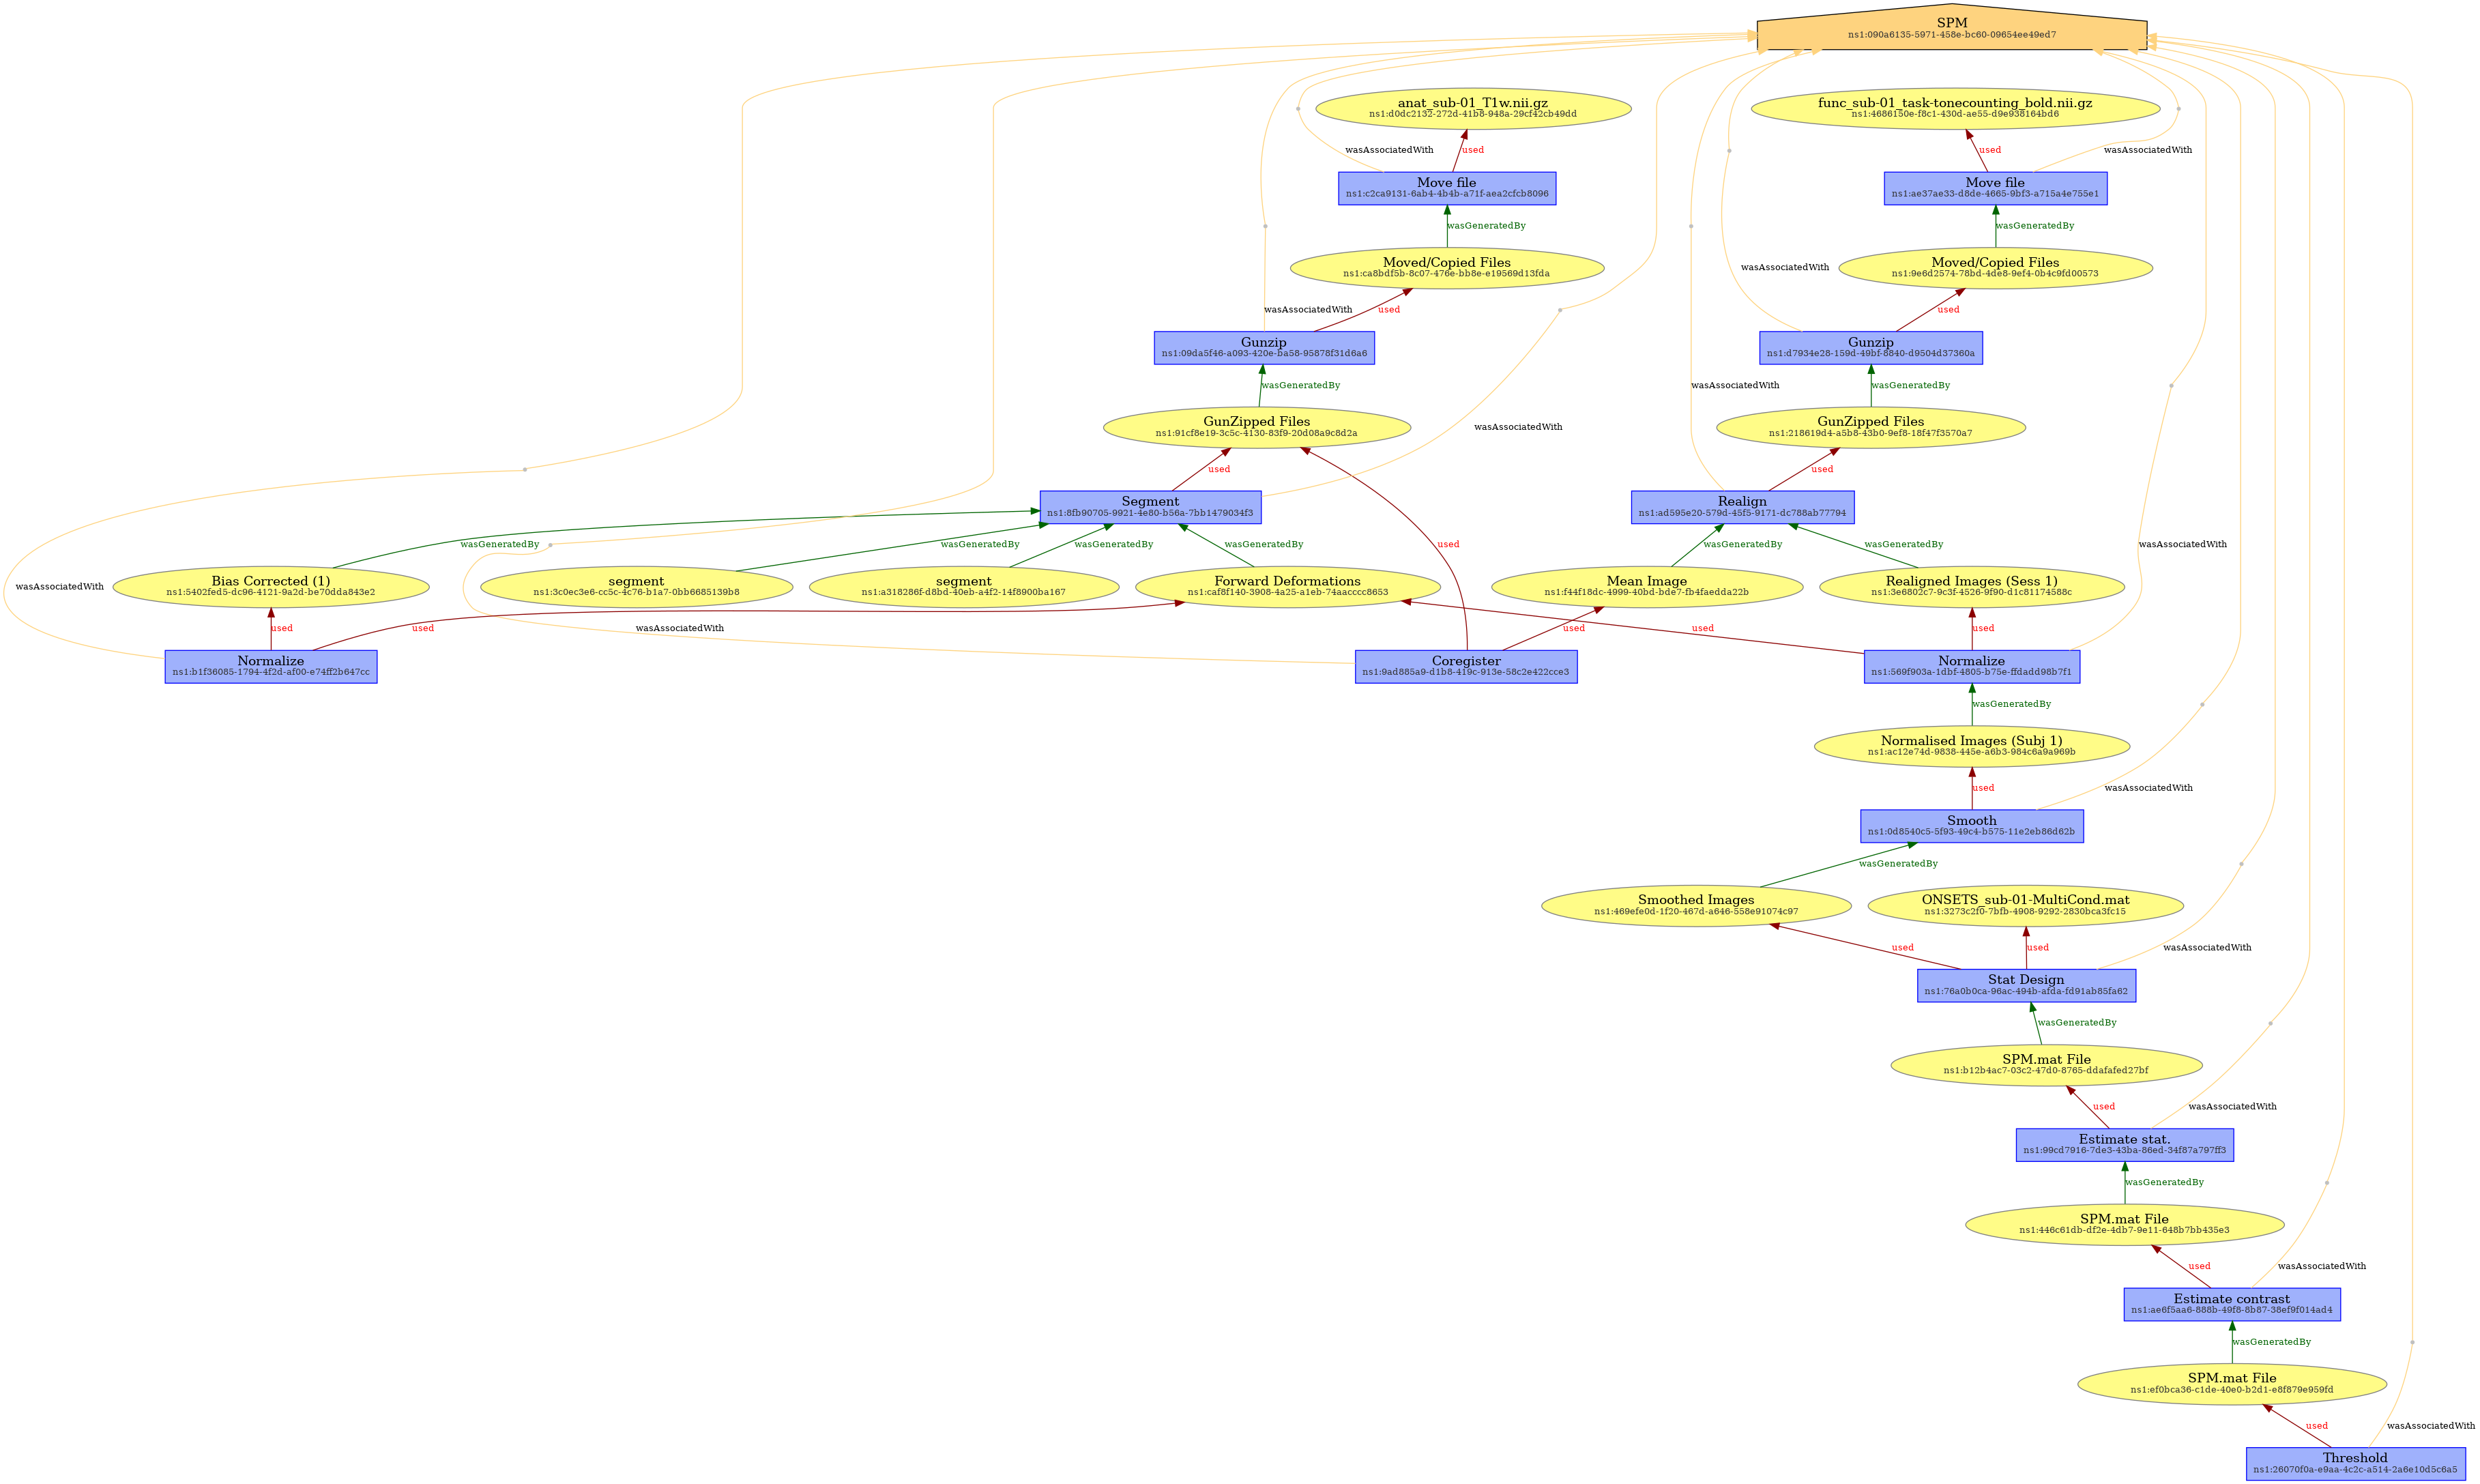 SPM
ns1:090a6135-5971-458e-bc60-09654ee49ed7
anat_sub-01_T1w.nii.gz
ns1:d0dc2132-272d-41b8-948a-29cf42cb49dd
func_sub-01_task-tonecounting_bold.nii.gz
ns1:4686150e-f8c1-430d-ae55-d9e938164bd6
wasAssociatedWith
used
used
wasAssociatedWith
Move file
ns1:c2ca9131-6ab4-4b4b-a71f-aea2cfcb8096
Move file
ns1:ae37ae33-d8de-4665-9bf3-a715a4e755e1
wasGeneratedBy
wasGeneratedBy
Moved/Copied Files
ns1:ca8bdf5b-8c07-476e-bb8e-e19569d13fda
wasAssociatedWith
Moved/Copied Files
ns1:9e6d2574-78bd-4de8-9ef4-0b4c9fd00573
wasAssociatedWith
used
used
Gunzip
ns1:09da5f46-a093-420e-ba58-95878f31d6a6
Gunzip
ns1:d7934e28-159d-49bf-8840-d9504d37360a
wasGeneratedBy
wasAssociatedWith
wasGeneratedBy
GunZipped Files
ns1:91cf8e19-3c5c-4130-83f9-20d08a9c8d2a
wasAssociatedWith
GunZipped Files
ns1:218619d4-a5b8-43b0-9ef8-18f47f3570a7
used
used
Segment
ns1:8fb90705-9921-4e80-b56a-7bb1479034f3
Realign
ns1:ad595e20-579d-45f5-9171-dc788ab77794
wasGeneratedBy
wasGeneratedBy
wasGeneratedBy
wasGeneratedBy
used
wasGeneratedBy
wasGeneratedBy
wasAssociatedWith
wasAssociatedWith
Bias Corrected (1)
ns1:5402fed5-dc96-4121-9a2d-be70dda843e2
segment
ns1:3c0ec3e6-cc5c-4c76-b1a7-0bb6685139b8
segment
ns1:a318286f-d8bd-40eb-a4f2-14f8900ba167
Forward Deformations
ns1:caf8f140-3908-4a25-a1eb-74aacccc8653
Mean Image
ns1:f44f18dc-4999-40bd-bde7-fb4faedda22b
Realigned Images (Sess 1)
ns1:3e6802c7-9c3f-4526-9f90-d1c81174588c
used
used
wasAssociatedWith
used
used
used
Normalize
ns1:b1f36085-1794-4f2d-af00-e74ff2b647cc
Coregister
ns1:9ad885a9-d1b8-419c-913e-58c2e422cce3
Normalize
ns1:569f903a-1dbf-4805-b75e-ffdadd98b7f1
wasGeneratedBy
Normalised Images (Subj 1)
ns1:ac12e74d-9838-445e-a6b3-984c6a9a969b
used
wasAssociatedWith
Smooth
ns1:0d8540c5-5f93-49c4-b575-11e2eb86d62b
wasGeneratedBy
Smoothed Images
ns1:469efe0d-1f20-467d-a646-558e91074c97
ONSETS_sub-01-MultiCond.mat
ns1:3273c2f0-7bfb-4908-9292-2830bca3fc15
used
used
wasAssociatedWith
Stat Design
ns1:76a0b0ca-96ac-494b-afda-fd91ab85fa62
wasGeneratedBy
SPM.mat File
ns1:b12b4ac7-03c2-47d0-8765-ddafafed27bf
used
wasAssociatedWith
Estimate stat.
ns1:99cd7916-7de3-43ba-86ed-34f87a797ff3
wasGeneratedBy
SPM.mat File
ns1:446c61db-df2e-4db7-9e11-648b7bb435e3
used
wasAssociatedWith
Estimate contrast
ns1:ae6f5aa6-888b-49f8-8b87-38ef9f014ad4
wasGeneratedBy
SPM.mat File
ns1:ef0bca36-c1de-40e0-b2d1-e8f879e959fd
used
wasAssociatedWith
Threshold
ns1:26070f0a-e9aa-4c2c-a514-2a6e10d5c6a5